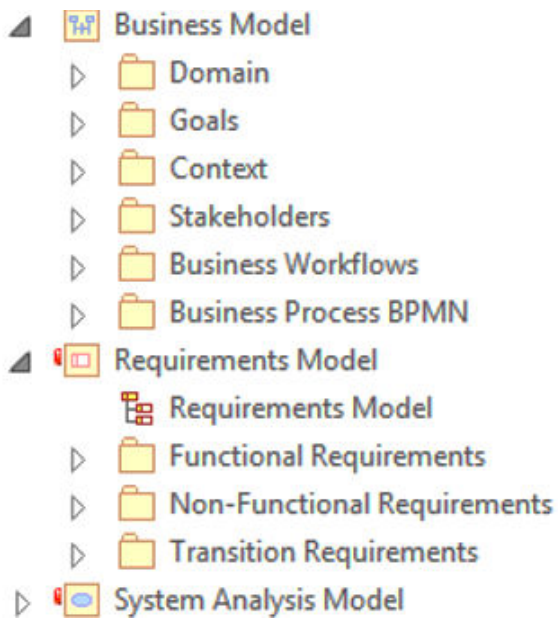 Business Model
Domain
Goals
Context
Stakeholders
Business Workflows
Business Process BPMN
Requirements Model
Requirements Model
Functional Requirements
Non-Functional Requirements
Transition Requirements
System Analysis Model